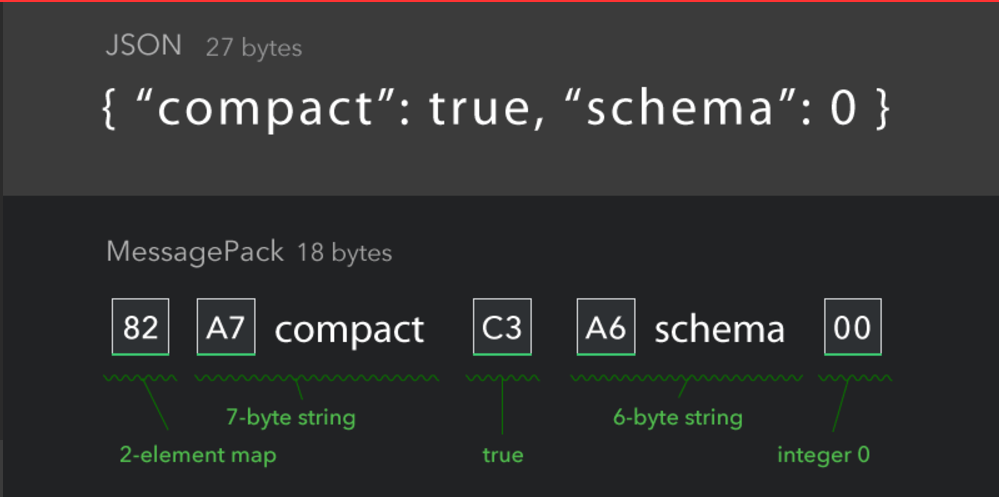 JSON 27 bytes
{ “compact”: true, “schema”: 0 }
MessagePack 18 bytes
82 A7 compact C3 A6 schema 00
7-byte string 6-byte string
2-element map true integer 0